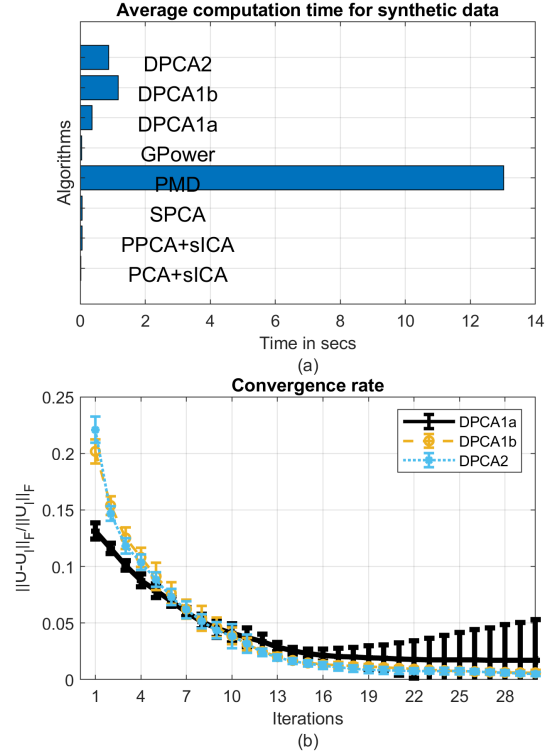 Average computation time for synthetic data
Algorithms
DPCA2
DPCA1b
DPCA1a
GPower
PMD
SPCA
PPCA+sICA
PCA+sICA
0 2 4 6 8 10 12 14
Time in secs
(a)
Convergence rate
||U-U_l||_F/||U_l||_F
0.25
0.2
0.15
0.1
0.05
0
DPCA1a
DPCA1b
DPCA2
1 4 7 10 13 16 19 22 25 28
Iterations
(b)